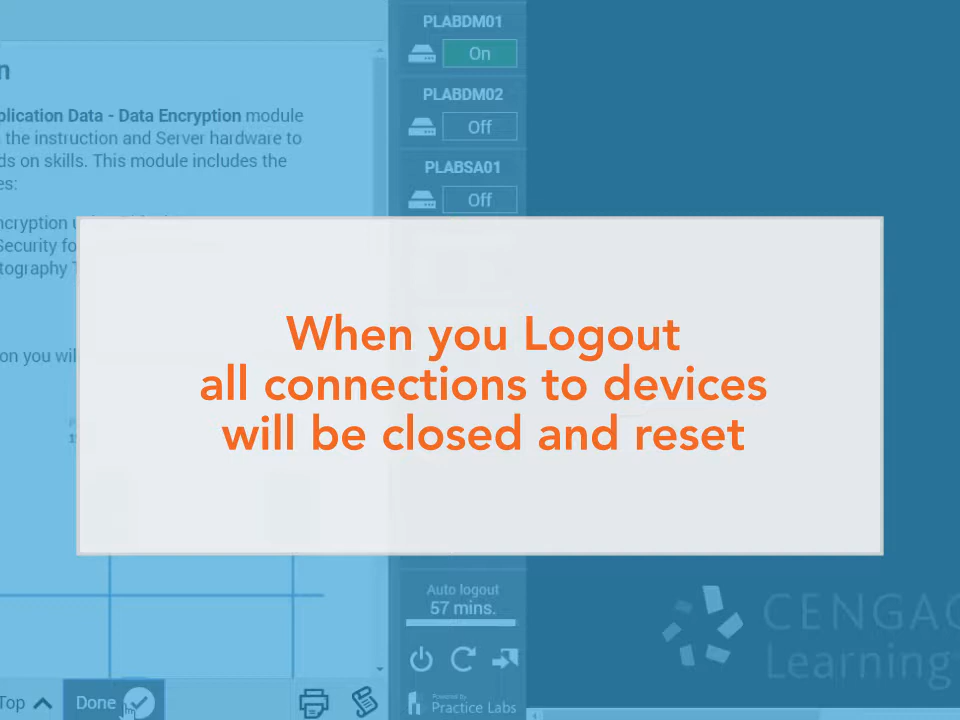 n
plication Data - Data Encryption module
the instruction and Server hardware to
ds on skills. This module includes the
es:
ncryption
Security fo
tography T
on you wil
Top
Done
PLABDM01
On
PLABDM02
Off
PLABSA01
Off
When you Logout
all connections to devices
will be closed and reset
Auto logout
57 mins.
Powered by
Practice Labs
CENGAC
Learning